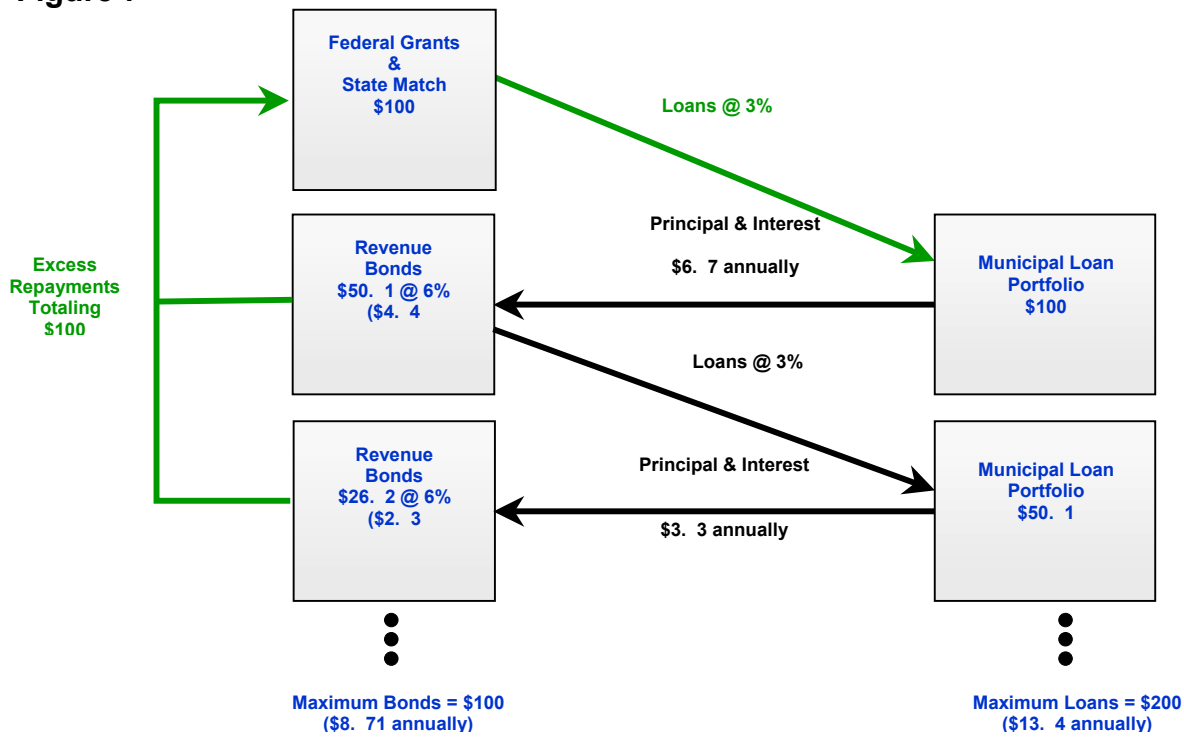 Federal Grants
&
State Match
$100
Loans @ 3%
Principal & Interest
$6. 7 annually
Excess
Repayments
Totaling
$100
Revenue
Bonds
$50. 1 @ 6%
($4. 4
Municipal Loan
Portfolio
$100
Loans @ 3%
Revenue
Bonds
$26. 2 @ 6%
($2. 3
Principal & Interest
$3. 3 annually
Municipal Loan
Portfolio
$50. 1
Maximum Bonds = $100
($8. 71 annually)
Maximum Loans = $200
($13. 4 annually)